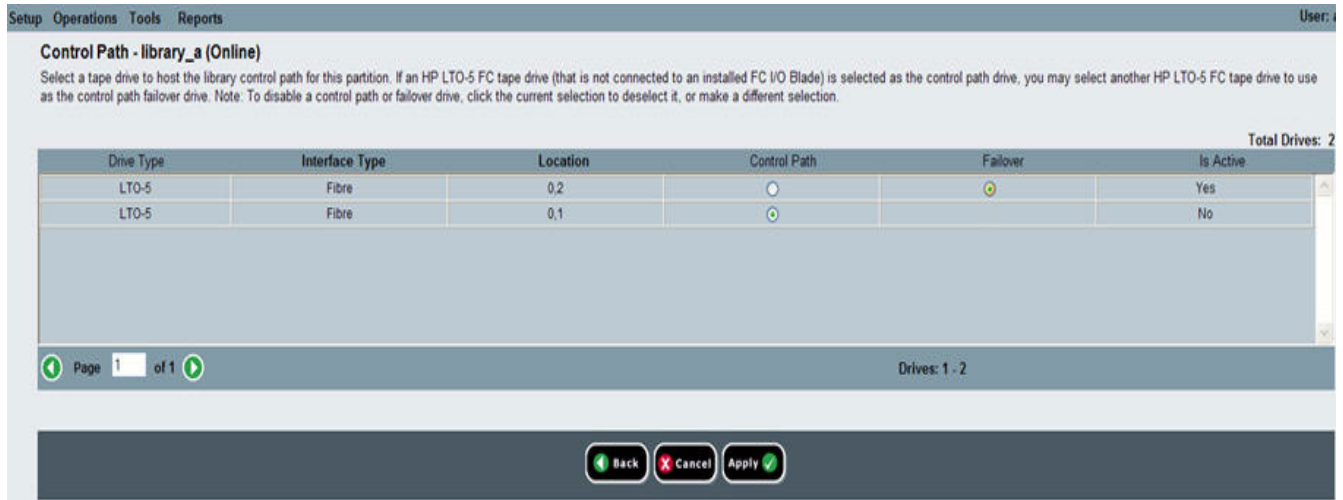 Setup Operations Tools Reports User: a
Control Path - library_a (Online)
Select a tape drive to host the library control path for this partition. If an HP LTO-5 FC tape drive (that is not connected to an installed FC I/O Blade) is selected as the control path drive, you may select another HP LTO-5 FC tape drive to use
as the control path failover drive. Note: To disable a control path or failover drive, click the current selection to deselect it, or make a different selection.
Total Drives: 2
Drive Type Interface Type Location Control Path Failover Is Active
LTO-5 Fibre 0,2 Yes
LTO-5 Fibre 0,1 No
Page 1 of 1 Drives: 1 - 2
Back Cancel Apply